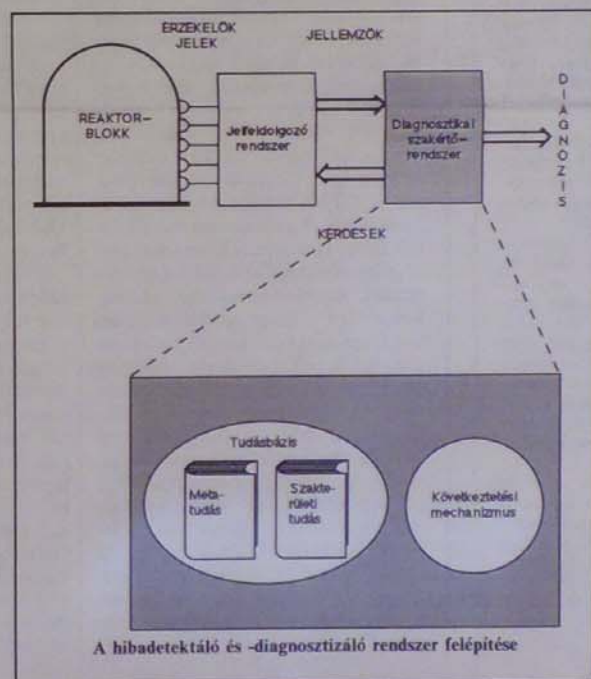 ÉRZÉKELŐK
JELEK
JELLEMZŐK
REAKTOR-
BLOKK
Jelfeldolgozó
rendszer
Diagnosztikai
szakértő-
rendszer
DIAGNÓZIS
KÉRDÉSEK
Tudásbázis
Meta-
tudás
Szakte-
rületi
tudás
Következtetési
mechanizmus
A hibadetektáló és -diagnosztizáló rendszer felépítése